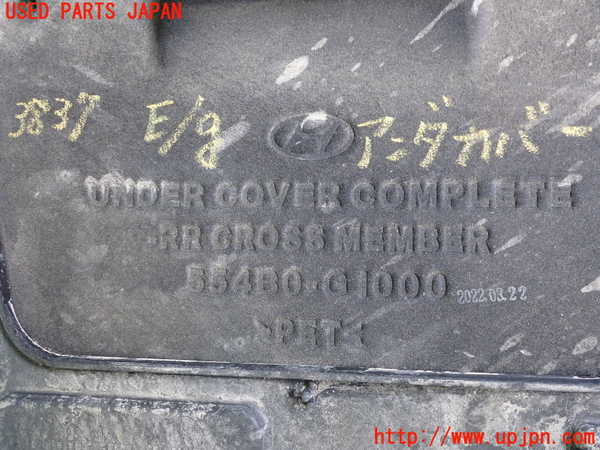 USED PARTS JAPAN
3837 E/g アンダカバー
UNDER COVER COMPLETE
-RR CROSS MEMBER
554B0-G1000 2022.03.22
>PET<
http://www.upjpn.com/